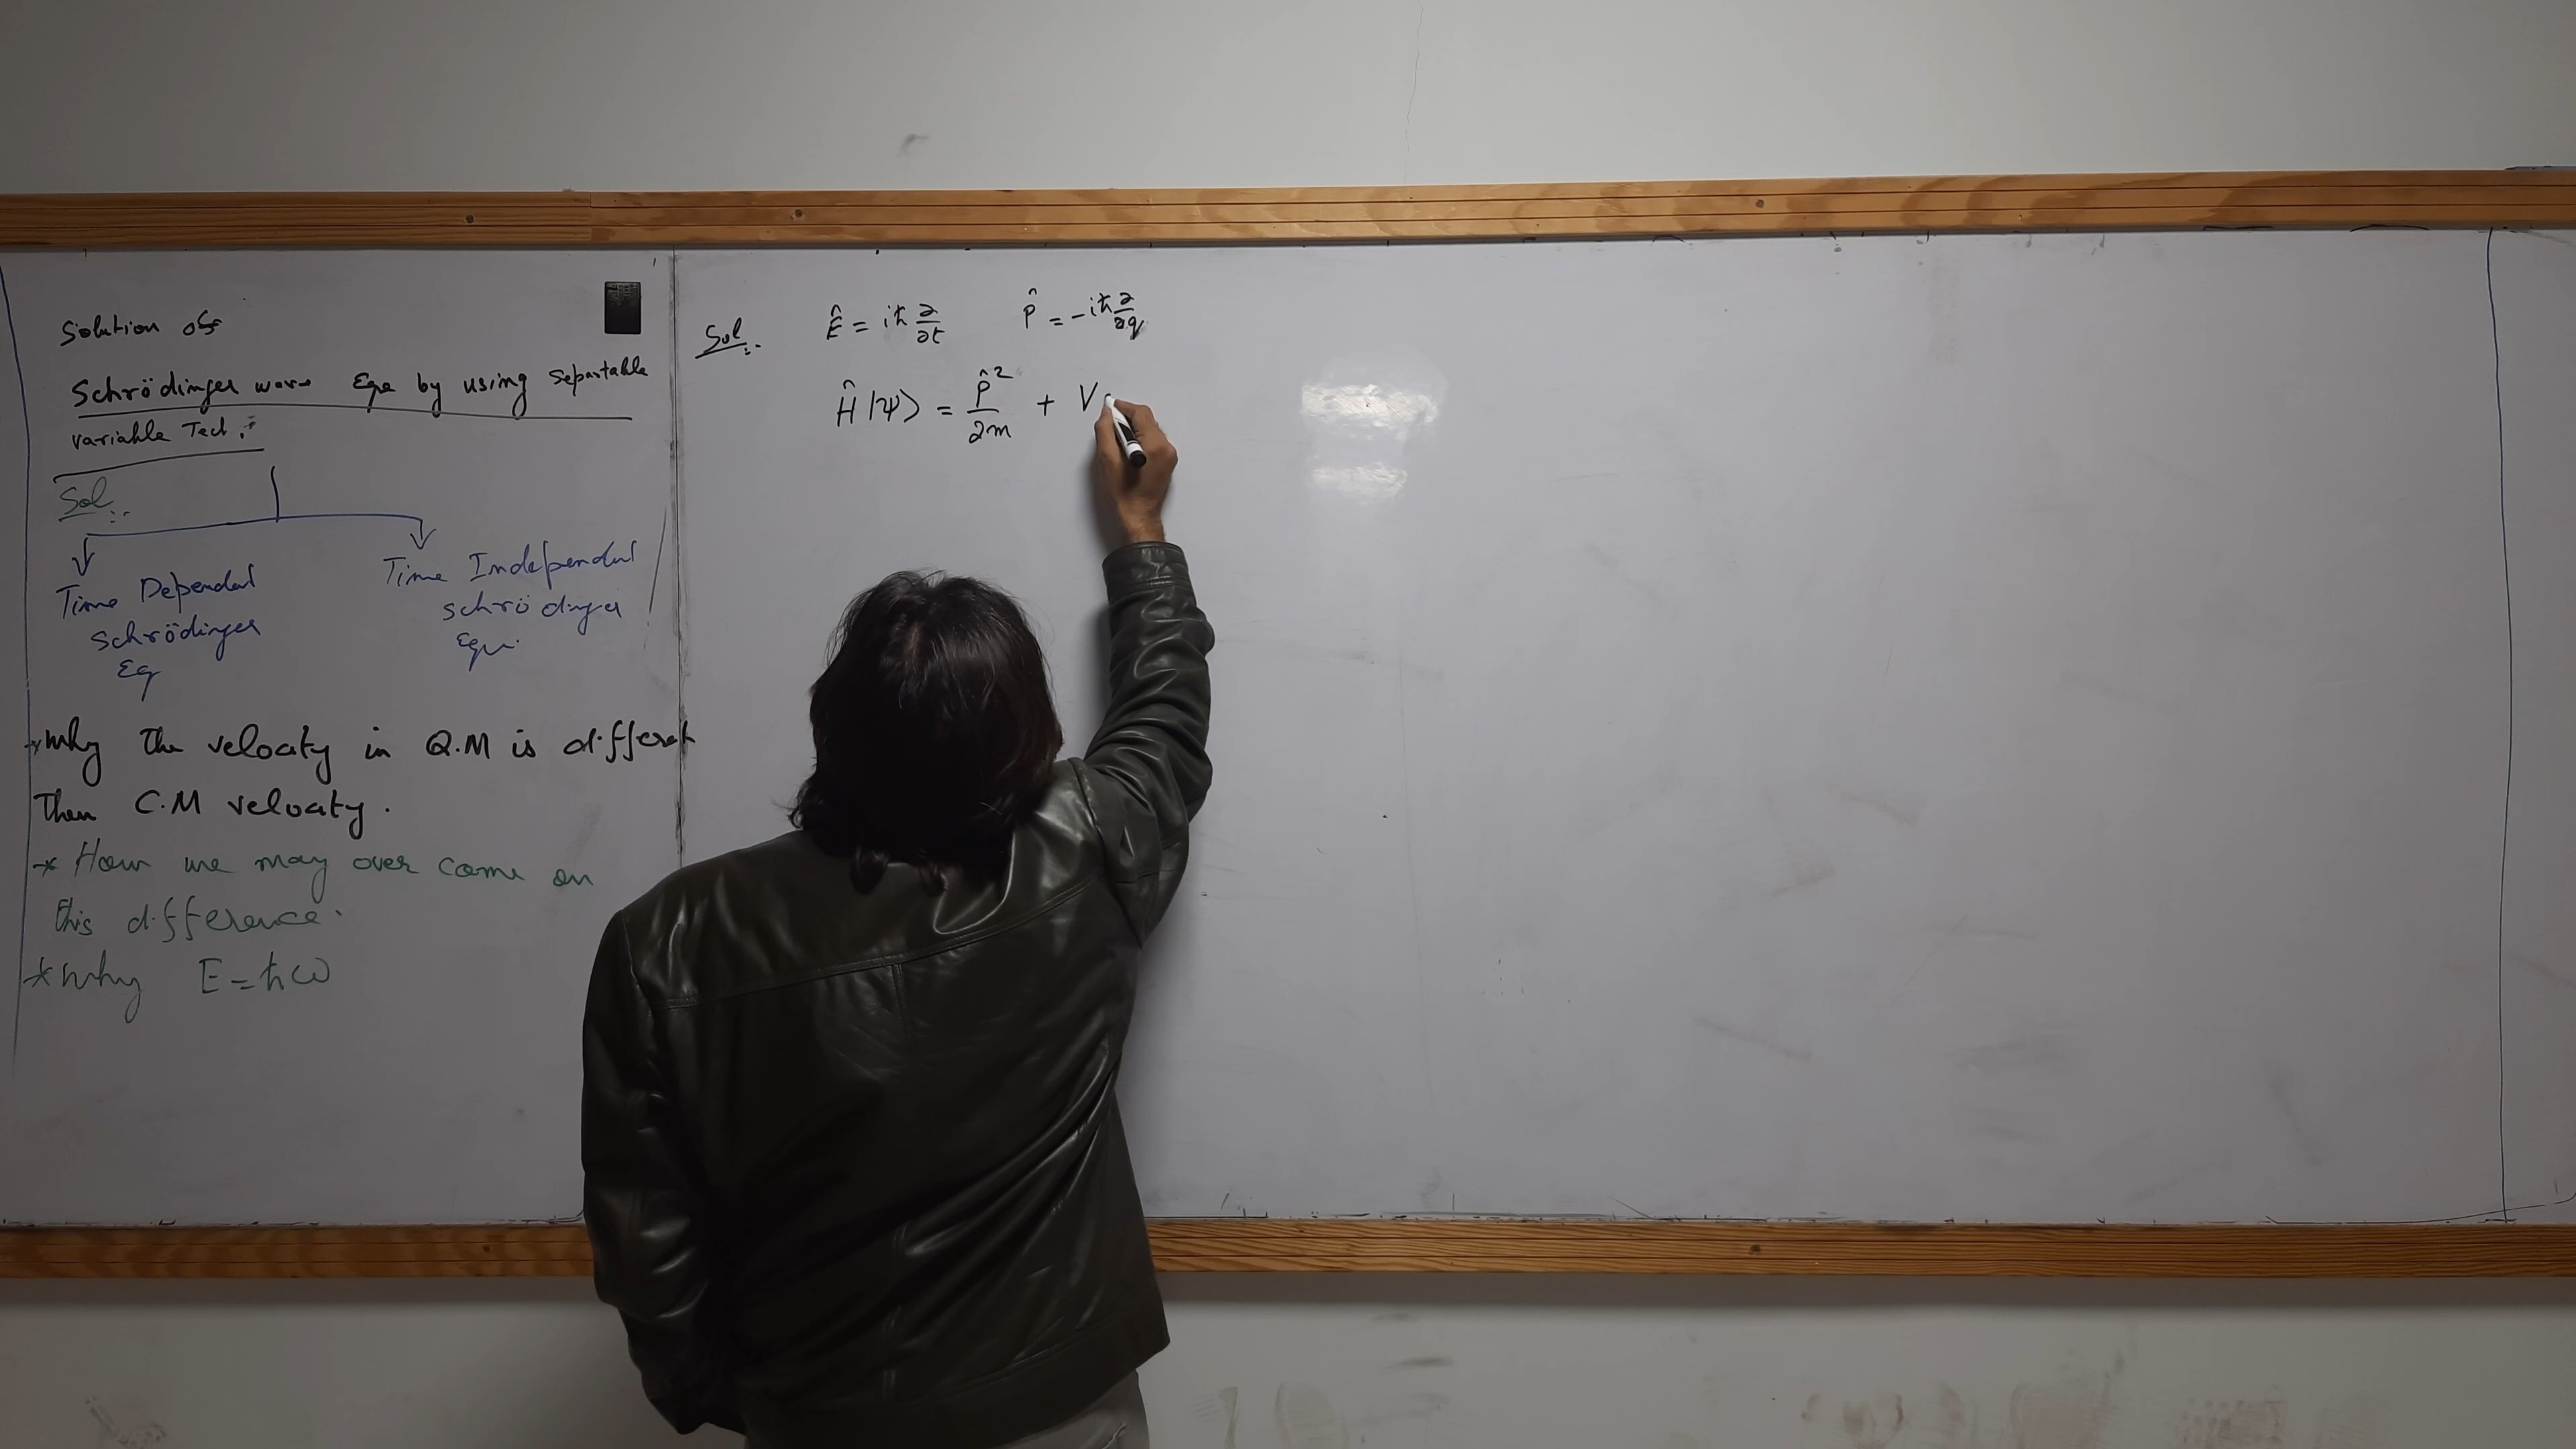 Solution of
Schrödinger wave Eqn by using Separtable
variable Tech :-
Sol :-
Time Dependent
Schrödinger
Eq
Time Independent
schrödinger
Equ.
*Why The velocity in Q.M is different
Then C.M velocity.
* How we may over come on
this difference.
*Why E = ħω
Sol :- Ê = iħ ∂/∂t P̂ = -iħ ∂/∂q
Ĥ |ψ> = P̂²/2m + V